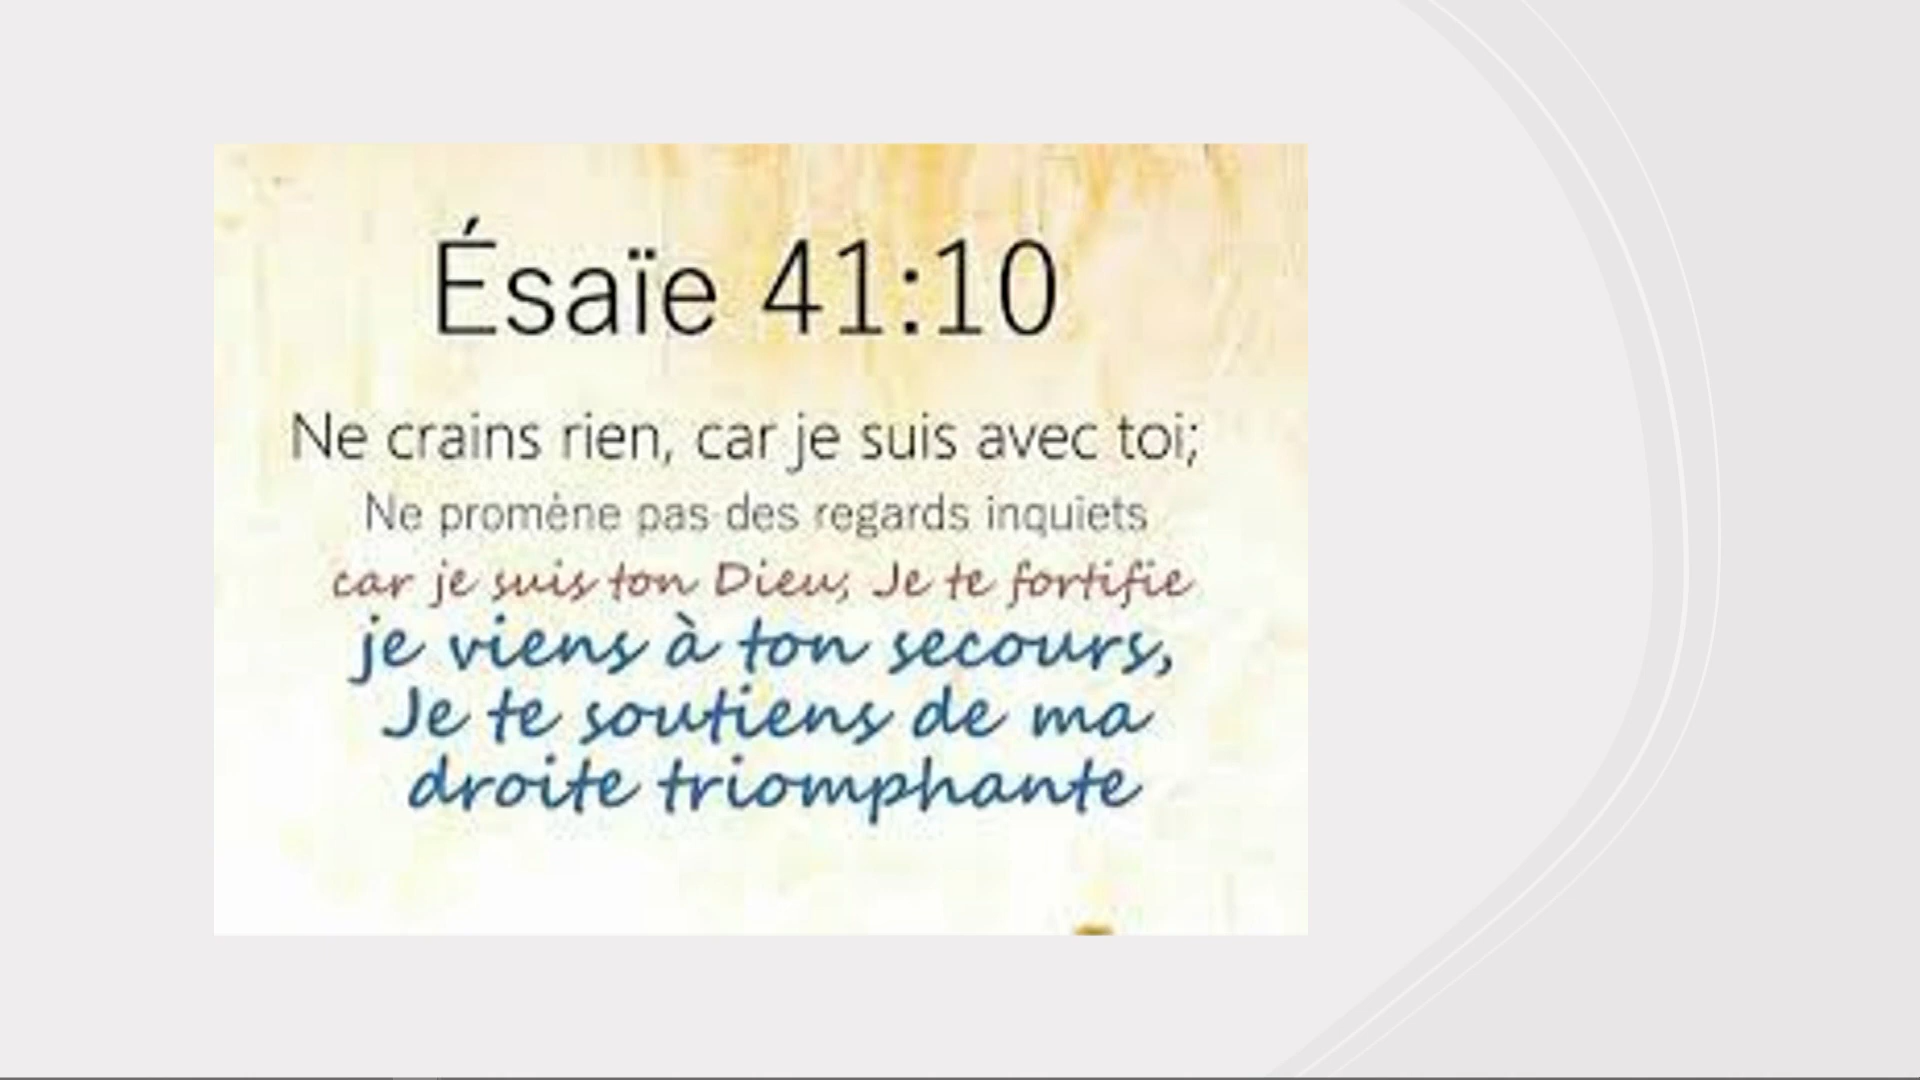 Ésaïe 41:10
Ne crains rien, car je suis avec toi;
Ne promène pas des regards inquiets
car je suis ton Dieu; Je te fortifie
je viens à ton secours,
Je te soutiens de ma
droite triomphante